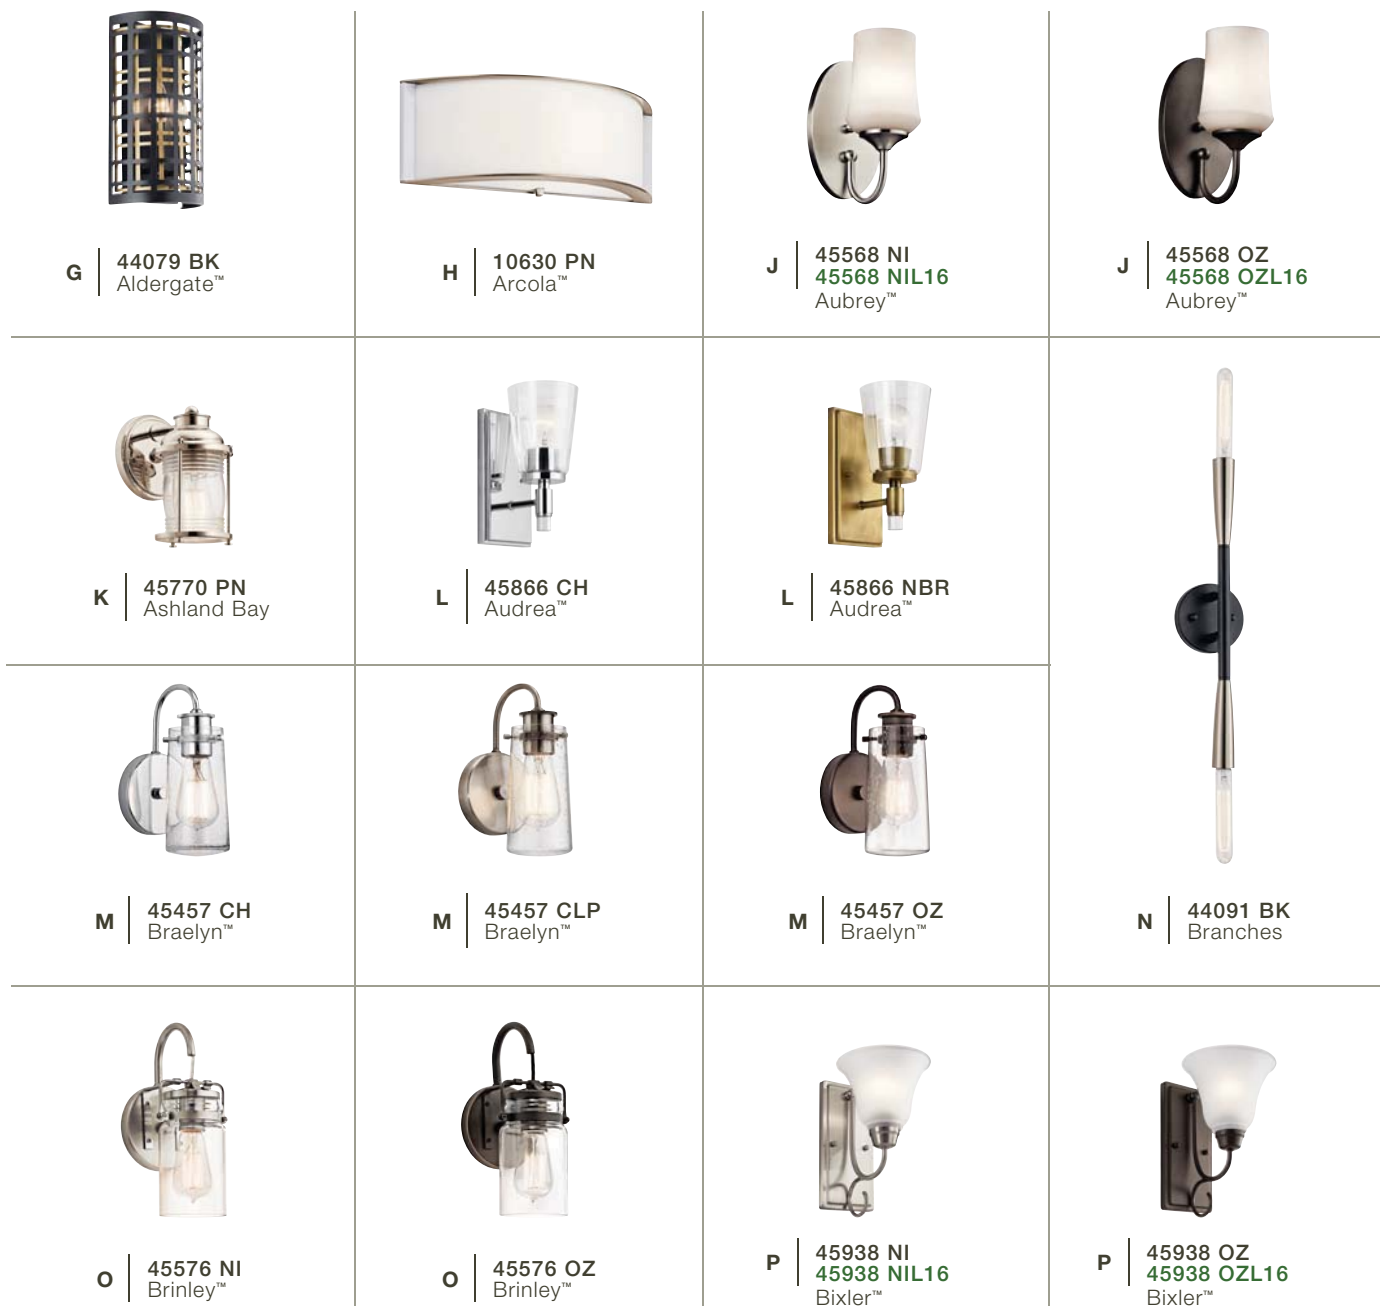 G
44079 BK
Aldergate™
H
10630 PN
Arcola™
J
45568 NI
45568 NIL16
Aubrey™
J
45568 OZ
45568 OZL16
Aubrey™
K
45770 PN
Ashland Bay
L
45866 CH
Audrea™
L
45866 NBR
Audrea™
M
45457 CH
Braelyn™
M
45457 CLP
Braelyn™
M
45457 OZ
Braelyn™
N
44091 BK
Branches
O
45576 NI
Brinley™
O
45576 OZ
Brinley™
P
45938 NI
45938 NIL16
Bixler™
P
45938 OZ
45938 OZL16
Bixler™